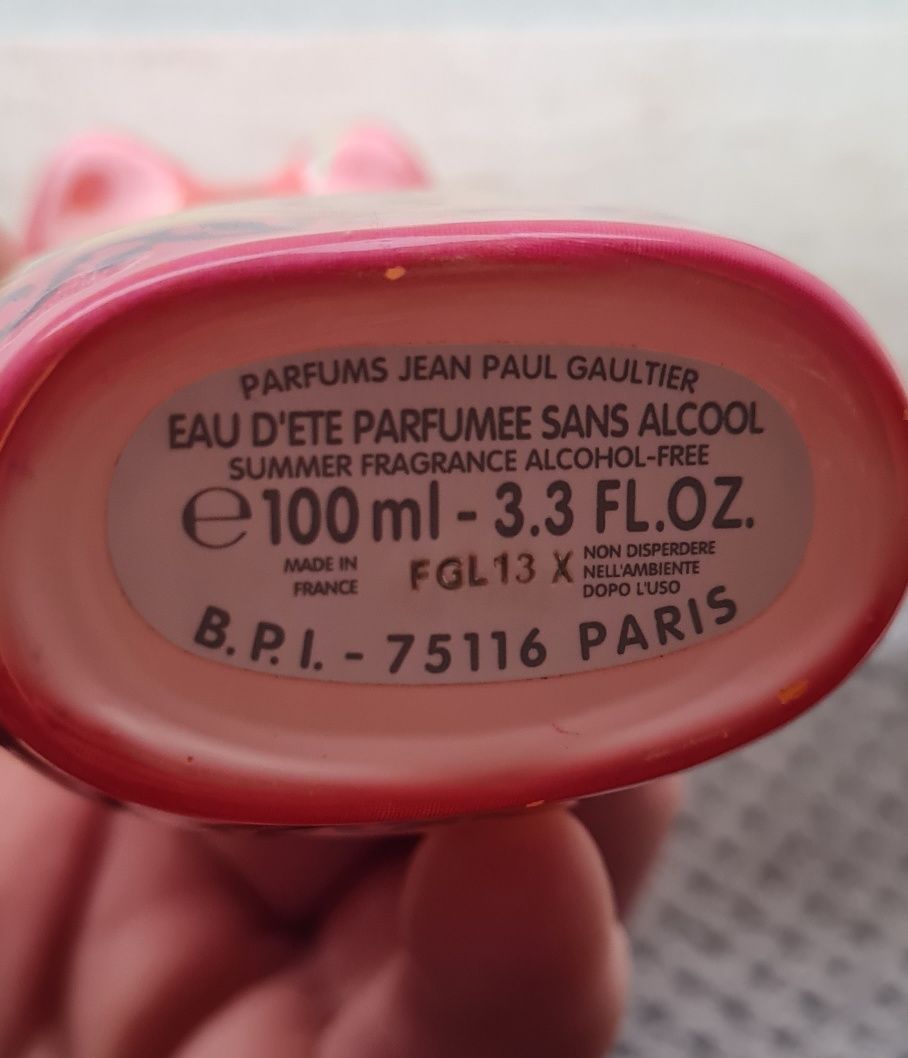 PARFUMS JEAN PAUL GAULTIER
EAU D'ETE PARFUMEE SANS ALCOOL
SUMMER FRAGRANCE ALCOHOL-FREE
℮ 100 ml - 3.3 FL.OZ.
MADE IN
FRANCE
FGL13 X
NON DISPERDERE
NELL'AMBIENTE
DOPO L'USO
B.P.I. - 75116 PARIS